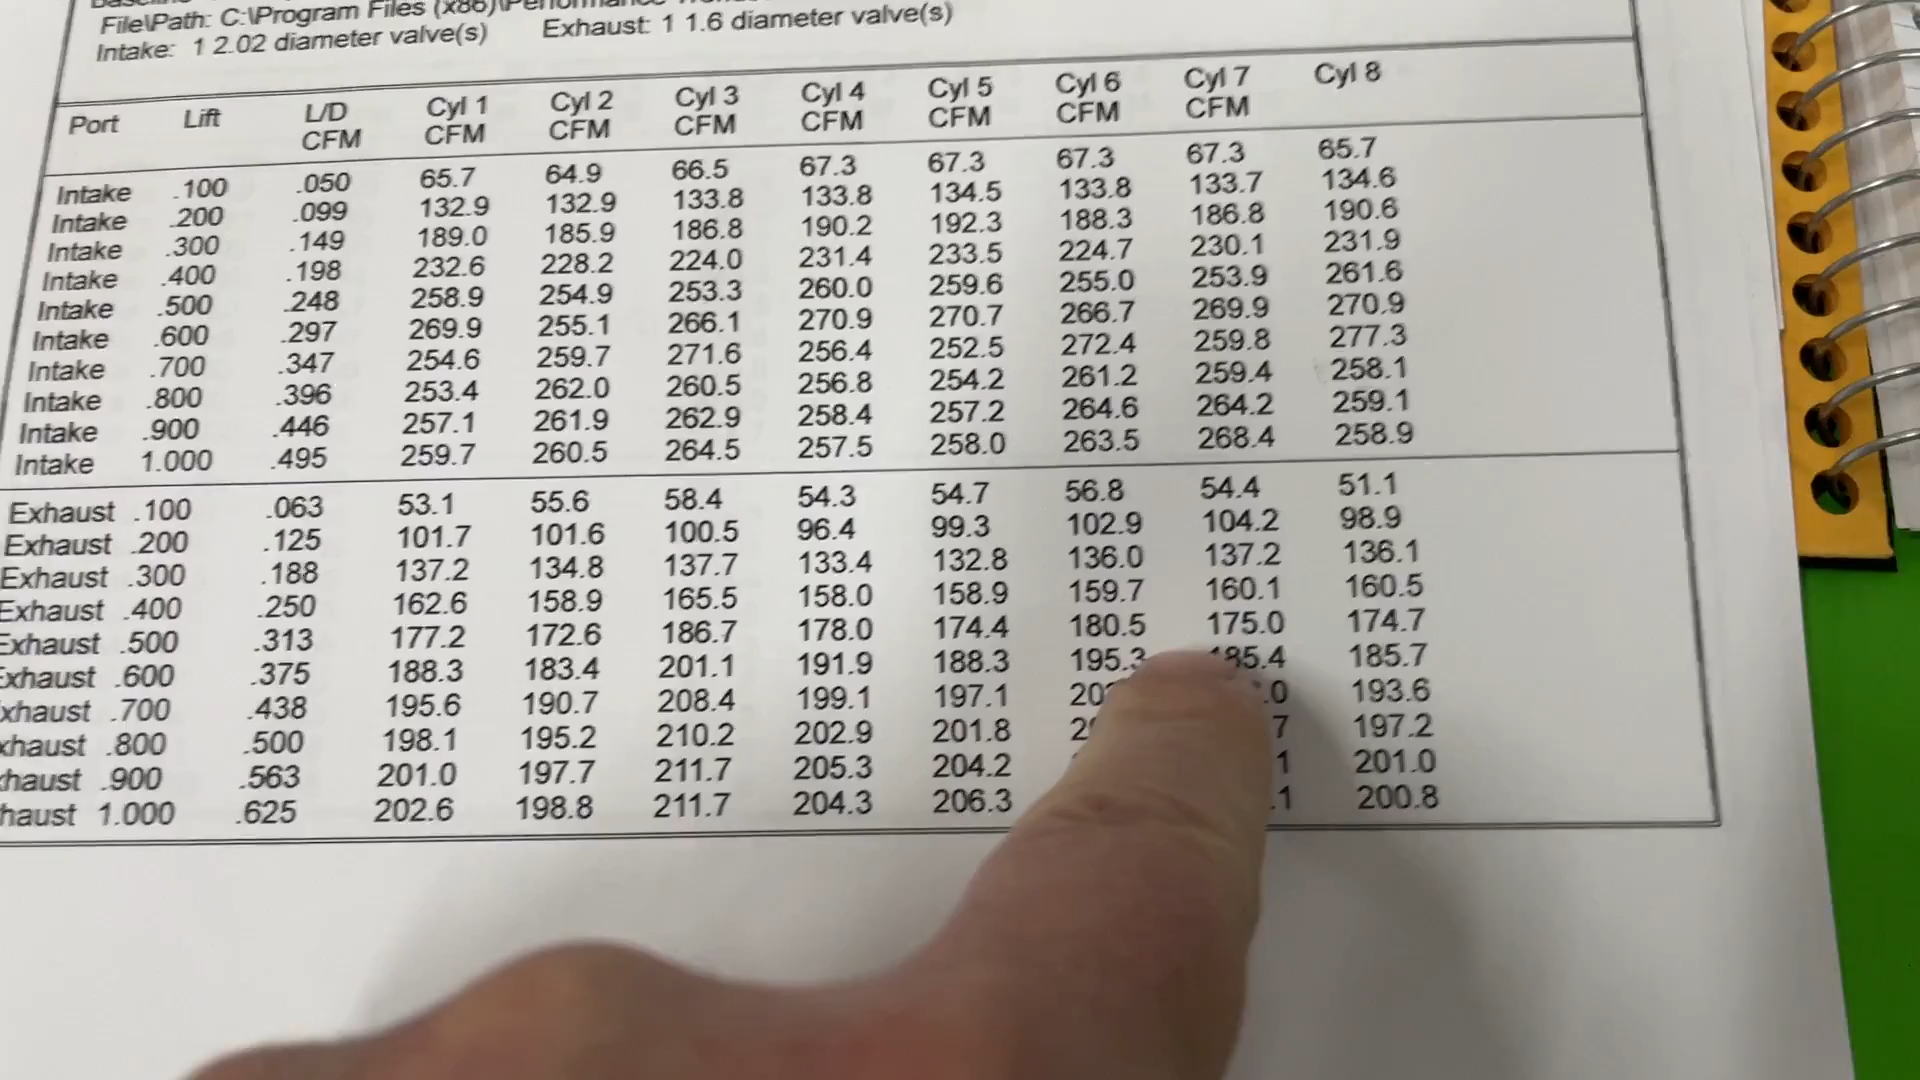 File\Path: C:\Program Files (x86)\
Intake: 1 2.02 diameter valve(s) Exhaust: 1 1.6 diameter valve(s)
Port Lift L/D Cyl 1 Cyl 2 Cyl 3 Cyl 4 Cyl 5 Cyl 6 Cyl 7 Cyl 8
CFM CFM CFM CFM CFM CFM CFM CFM
Intake .100 .050 65.7 64.9 66.5 67.3 67.3 67.3 67.3 65.7
Intake .200 .099 132.9 132.9 133.8 133.8 134.5 133.8 133.7 134.6
Intake .300 .149 189.0 185.9 186.8 190.2 192.3 188.3 186.8 190.6
Intake .400 .198 232.6 228.2 224.0 231.4 233.5 224.7 230.1 231.9
Intake .500 .248 258.9 254.9 253.3 260.0 259.6 255.0 253.9 261.6
Intake .600 .297 269.9 255.1 266.1 270.9 270.7 266.7 269.9 270.9
Intake .700 .347 254.6 259.7 271.6 256.4 252.5 272.4 259.8 277.3
Intake .800 .396 253.4 262.0 260.5 256.8 254.2 261.2 259.4 258.1
Intake .900 .446 257.1 261.9 262.9 258.4 257.2 264.6 264.2 259.1
Intake 1.000 .495 259.7 260.5 264.5 257.5 258.0 263.5 268.4 258.9
Exhaust .100 .063 53.1 55.6 58.4 54.3 54.7 56.8 54.4 51.1
Exhaust .200 .125 101.7 101.6 100.5 96.4 99.3 102.9 104.2 98.9
Exhaust .300 .188 137.2 134.8 137.7 133.4 132.8 136.0 137.2 136.1
Exhaust .400 .250 162.6 158.9 165.5 158.0 158.9 159.7 160.1 160.5
Exhaust .500 .313 177.2 172.6 186.7 178.0 174.4 180.5 175.0 174.7
xhaust .600 .375 188.3 183.4 201.1 191.9 188.3 195.3 185.4 185.7
xhaust .700 .438 195.6 190.7 208.4 199.1 197.1 193.6
xhaust .800 .500 198.1 195.2 210.2 202.9 201.8 197.2
haust .900 .563 201.0 197.7 211.7 205.3 204.2 201.0
haust 1.000 .625 202.6 198.8 211.7 204.3 206.3 200.8